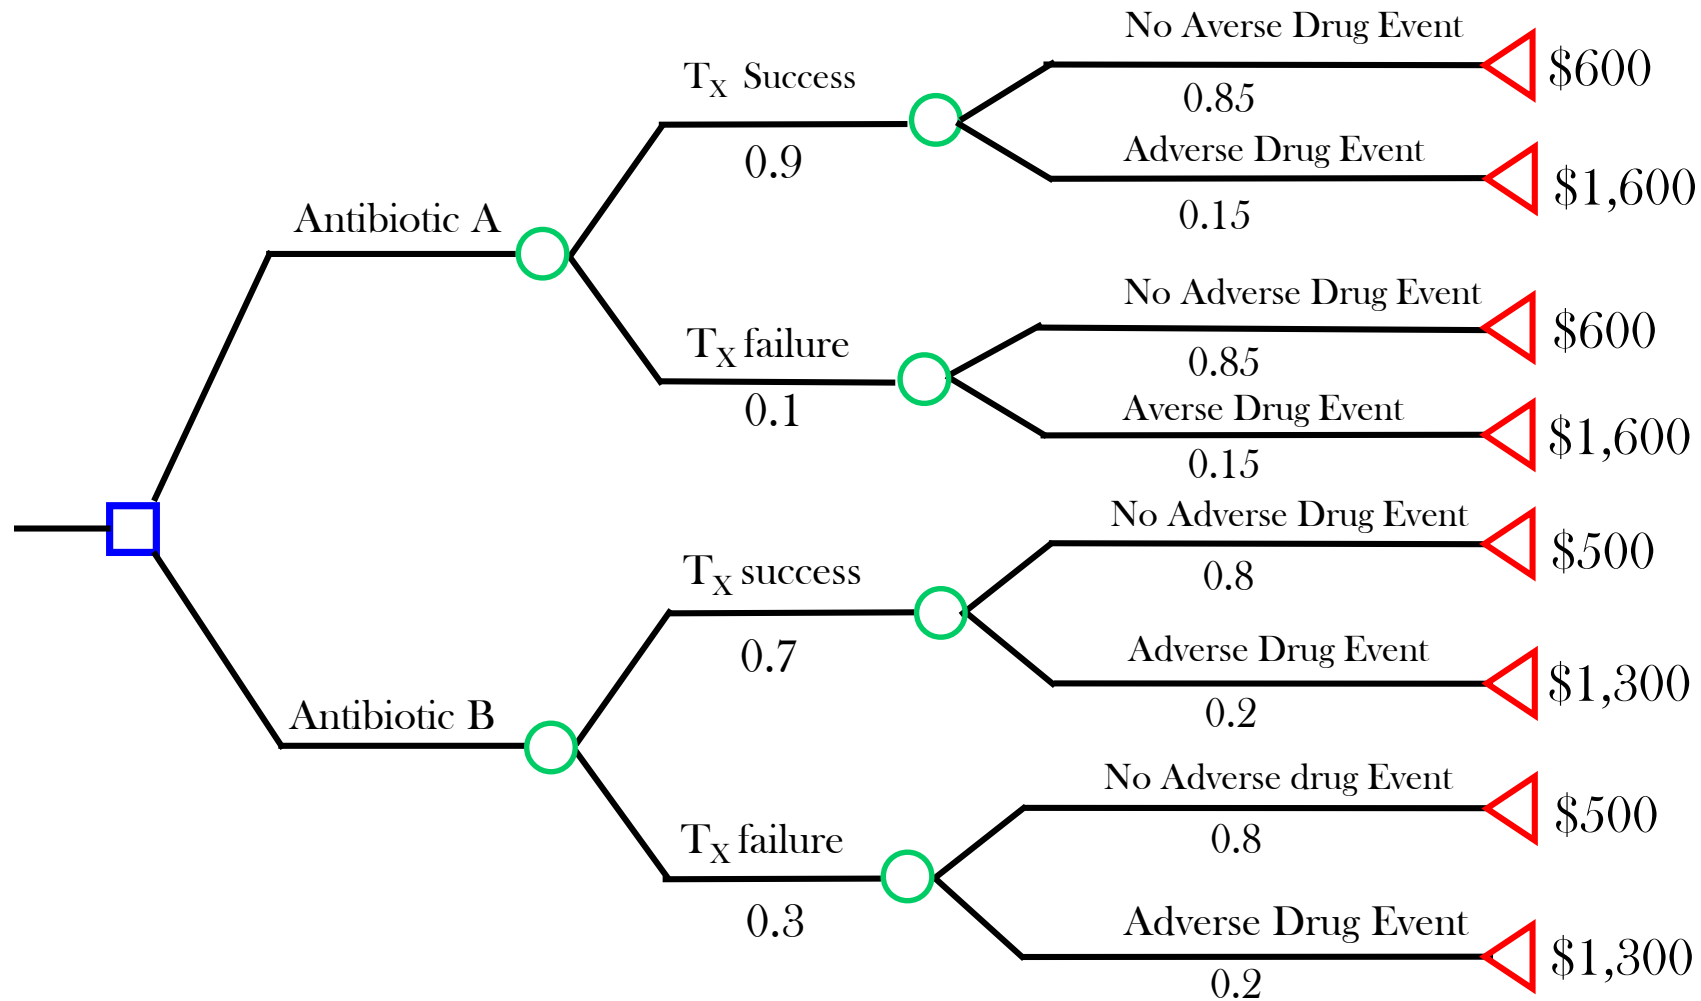 No Averse Drug Event
$600
0.85
T_X Success
0.9
Adverse Drug Event
$1,600
0.15
Antibiotic A
No Adverse Drug Event
$600
0.85
T_X failure
0.1
Averse Drug Event
$1,600
0.15
No Adverse Drug Event
$500
0.8
T_X success
0.7
Adverse Drug Event
$1,300
0.2
Antibiotic B
No Adverse drug Event
$500
0.8
T_X failure
0.3
Adverse Drug Event
$1,300
0.2